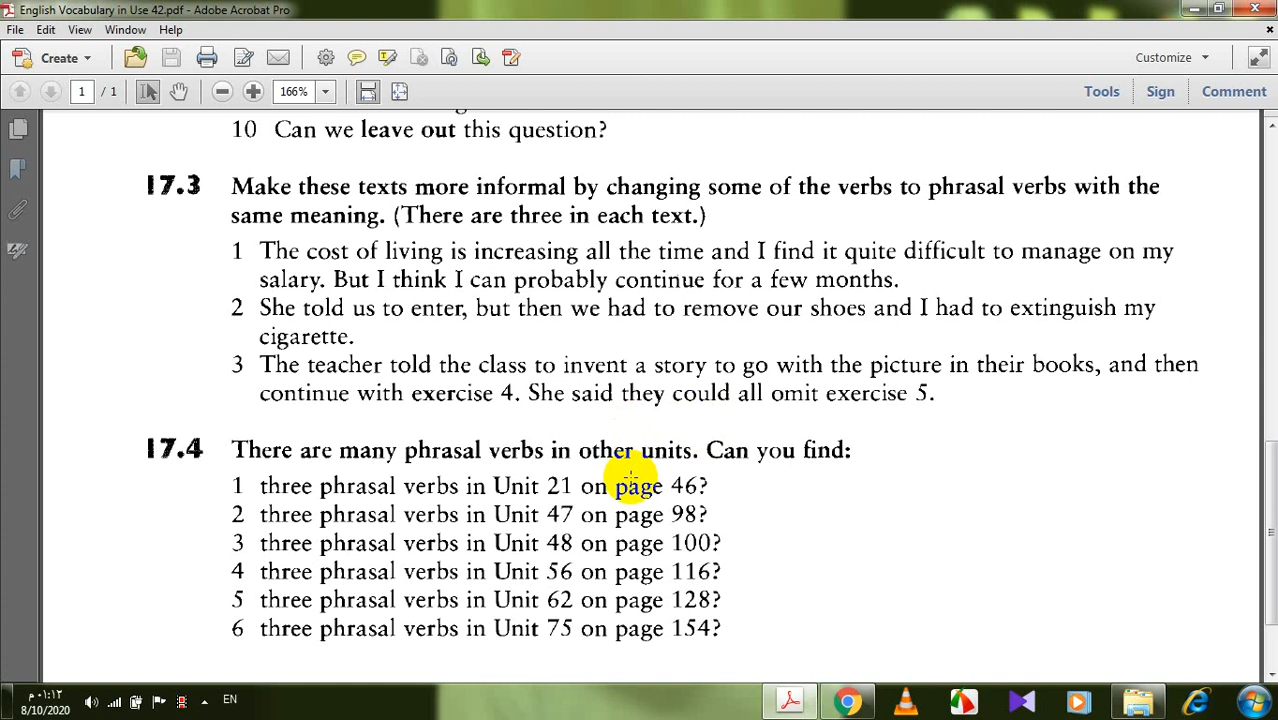 English Vocabulary in Use 42.pdf - Adobe Acrobat Pro
File Edit View Window Help
Create Customize
1 / 1 166% Tools Sign Comment
10 Can we leave out this question?
17.3 Make these texts more informal by changing some of the verbs to phrasal verbs with the
same meaning. (There are three in each text.)
1 The cost of living is increasing all the time and I find it quite difficult to manage on my
salary. But I think I can probably continue for a few months.
2 She told us to enter, but then we had to remove our shoes and I had to extinguish my
cigarette.
3 The teacher told the class to invent a story to go with the picture in their books, and then
continue with exercise 4. She said they could all omit exercise 5.
17.4 There are many phrasal verbs in other units. Can you find:
1 three phrasal verbs in Unit 21 on page 46?
2 three phrasal verbs in Unit 47 on page 98?
3 three phrasal verbs in Unit 48 on page 100?
4 three phrasal verbs in Unit 56 on page 116?
5 three phrasal verbs in Unit 62 on page 128?
6 three phrasal verbs in Unit 75 on page 154?
٠١:١٢ م
8/10/2020
EN